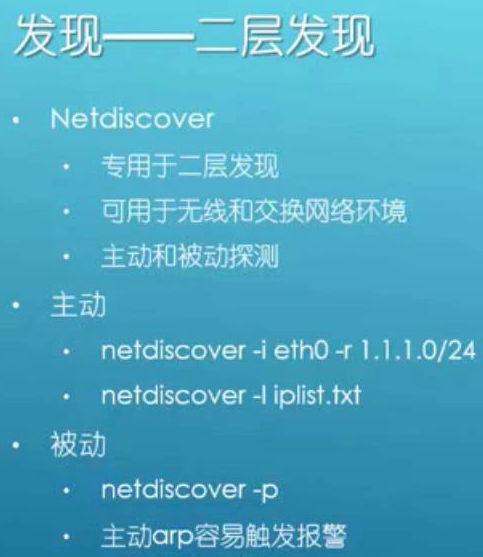 发现——二层发现
• Netdiscover
• 专用于二层发现
• 可用于无线和交换网络环境
• 主动和被动探测
• 主动
• netdiscover -i eth0 -r 1.1.1.0/24
• netdiscover -l iplist.txt
• 被动
• netdiscover -p
• 主动arp容易触发报警